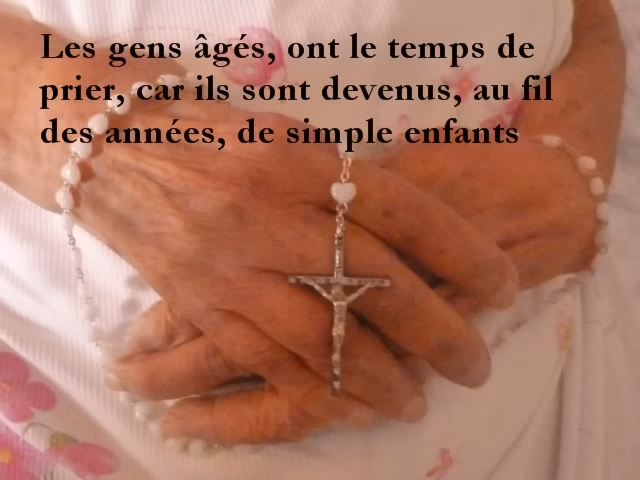 Les gens âgés, ont le temps de
prier, car ils sont devenus, au fil
des années, de simple enfants